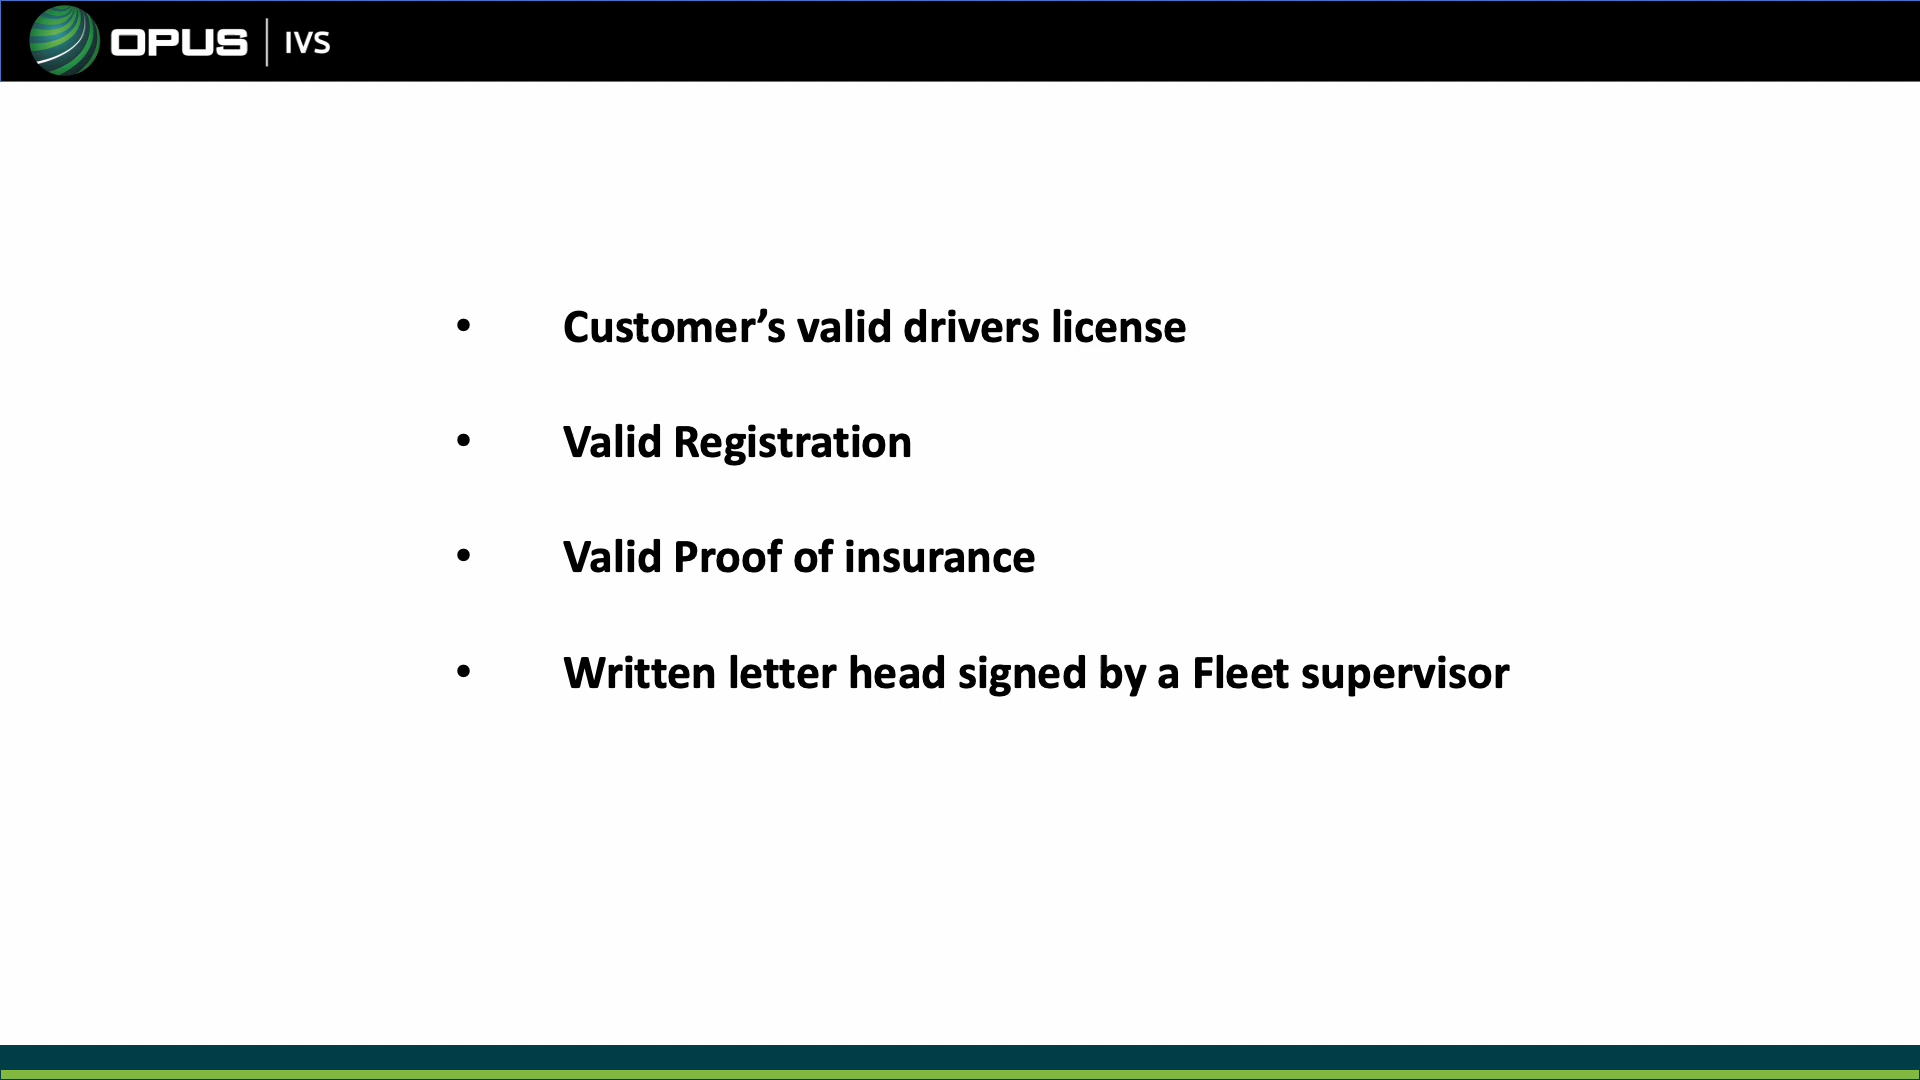 OPUS | IVS
• Customer’s valid drivers license
• Valid Registration
• Valid Proof of insurance
• Written letter head signed by a Fleet supervisor